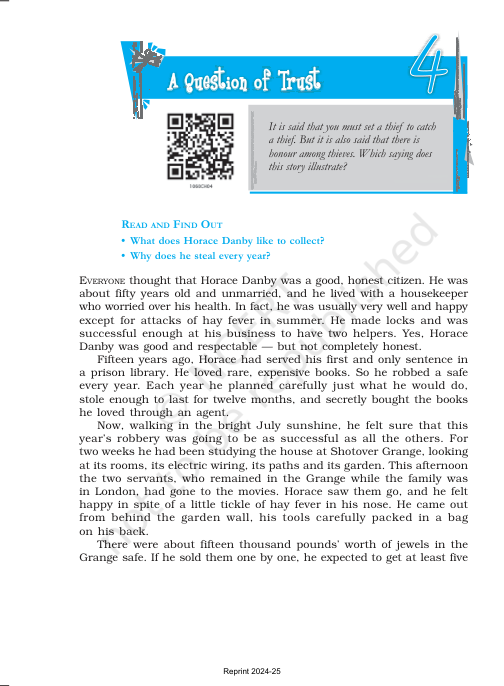 4
A Question of Trust
It is said that you must set a thief to catch
a thief. But it is also said that there is
honour among thieves. Which saying does
this story illustrate?
1066CH04
READ AND FIND OUT
• What does Horace Danby like to collect?
• Why does he steal every year?
EVERYONE thought that Horace Danby was a good, honest citizen. He was
about fifty years old and unmarried, and he lived with a housekeeper
who worried over his health. In fact, he was usually very well and happy
except for attacks of hay fever in summer. He made locks and was
successful enough at his business to have two helpers. Yes, Horace
Danby was good and respectable — but not completely honest.
Fifteen years ago, Horace had served his first and only sentence in
a prison library. He loved rare, expensive books. So he robbed a safe
every year. Each year he planned carefully just what he would do,
stole enough to last for twelve months, and secretly bought the books
he loved through an agent.
Now, walking in the bright July sunshine, he felt sure that this
year's robbery was going to be as successful as all the others. For
two weeks he had been studying the house at Shotover Grange, looking
at its rooms, its electric wiring, its paths and its garden. This afternoon
the two servants, who remained in the Grange while the family was
in London, had gone to the movies. Horace saw them go, and he felt
happy in spite of a little tickle of hay fever in his nose. He came out
from behind the garden wall, his tools carefully packed in a bag
on his back.
There were about fifteen thousand pounds' worth of jewels in the
Grange safe. If he sold them one by one, he expected to get at least five
Reprint 2024-25